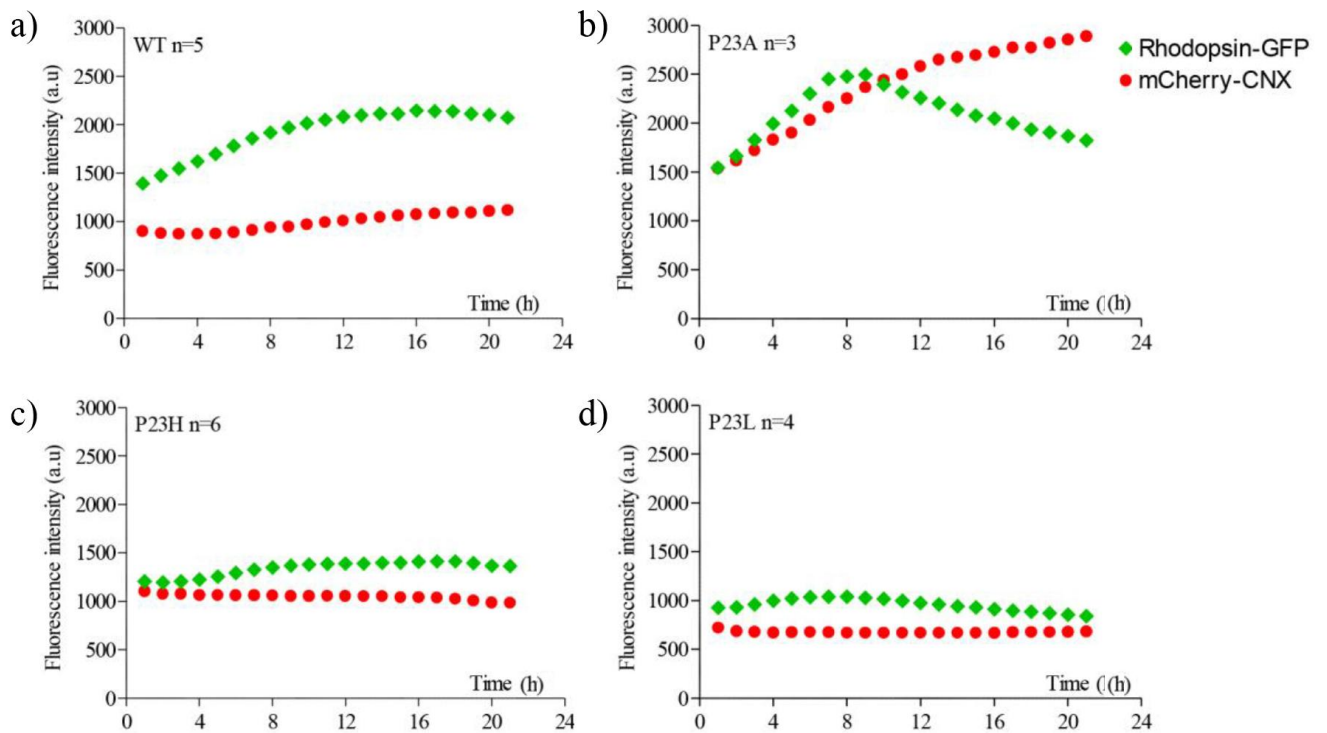 a)
WT n=5
Fluorescence intensity (a.u)
3000
2500
2000
1500
1000
500
0
Time (h)
0 4 8 12 16 20 24
b)
P23A n=3
Fluorescence intensity (a.u)
3000
2500
2000
1500
1000
500
0
Time (l(h)
0 4 8 12 16 20 24
Rhodopsin-GFP
mCherry-CNX
c)
P23H n=6
Fluorescence intensity (a.u)
3000
2500
2000
1500
1000
500
0
Time (h)
0 4 8 12 16 20 24
d)
P23L n=4
Fluorescence intensity (a.u)
3000
2500
2000
1500
1000
500
0
Time (l(h)
0 4 8 12 16 20 24